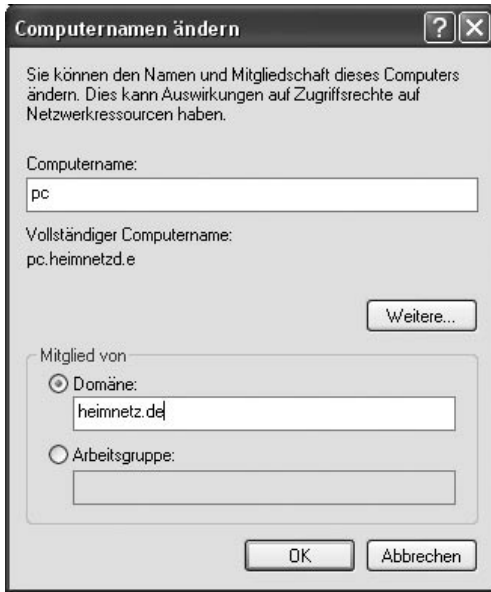 Computernamen ändern
Sie können den Namen und Mitgliedschaft dieses Computers
ändern. Dies kann Auswirkungen auf Zugriffsrechte auf
Netzwerkressourcen haben.
Computername:
pc
Vollständiger Computername:
pc.heimnetzd.e
Weitere...
Mitglied von
Domäne:
heimnetz.de
Arbeitsgruppe:
OK
Abbrechen